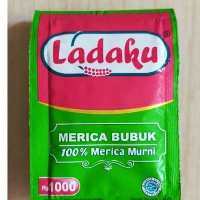 Ladaku
®
MERICA BUBUK
100% Merica Murni
Rp1000